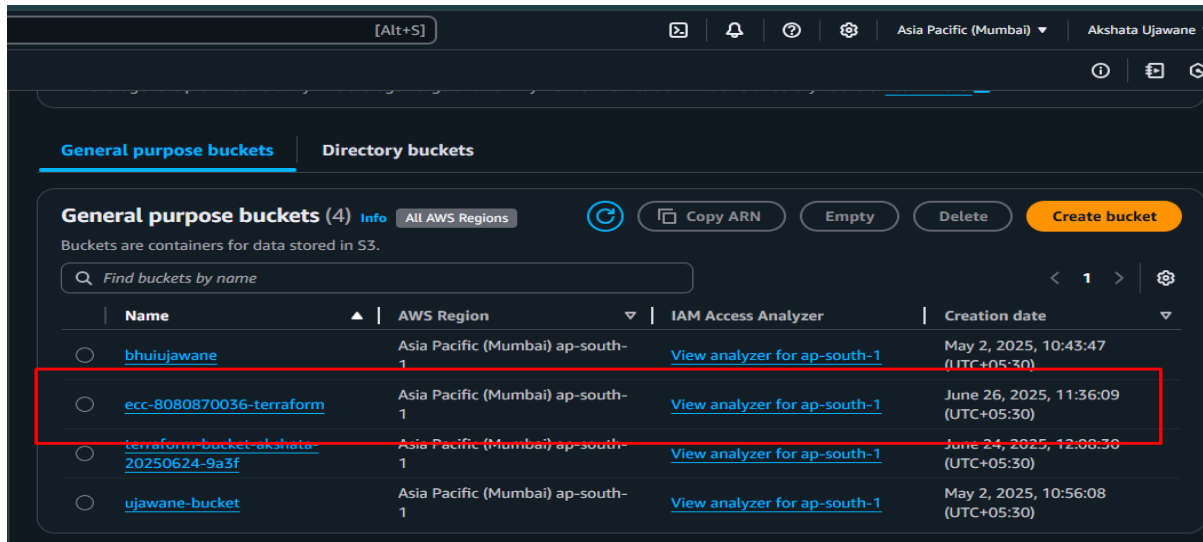 [Alt+S]
Asia Pacific (Mumbai)
Akshata Ujawane
General purpose buckets
Directory buckets
General purpose buckets (4) Info All AWS Regions
Copy ARN
Empty
Delete
Create bucket
Buckets are containers for data stored in S3.
Find buckets by name
1
Name
AWS Region
IAM Access Analyzer
Creation date
bhuiujawane
Asia Pacific (Mumbai) ap-south-
1
View analyzer for ap-south-1
May 2, 2025, 10:43:47
(UTC+05:30)
ecc-8080870036-terraform
Asia Pacific (Mumbai) ap-south-
1
View analyzer for ap-south-1
June 26, 2025, 11:36:09
(UTC+05:30)
terraform-bucket-akshata-
20250624-9a3f
Asia Pacific (Mumbai) ap-south-
1
View analyzer for ap-south-1
June 24, 2025, 12:08:30
(UTC+05:30)
ujawane-bucket
Asia Pacific (Mumbai) ap-south-
1
View analyzer for ap-south-1
May 2, 2025, 10:56:08
(UTC+05:30)